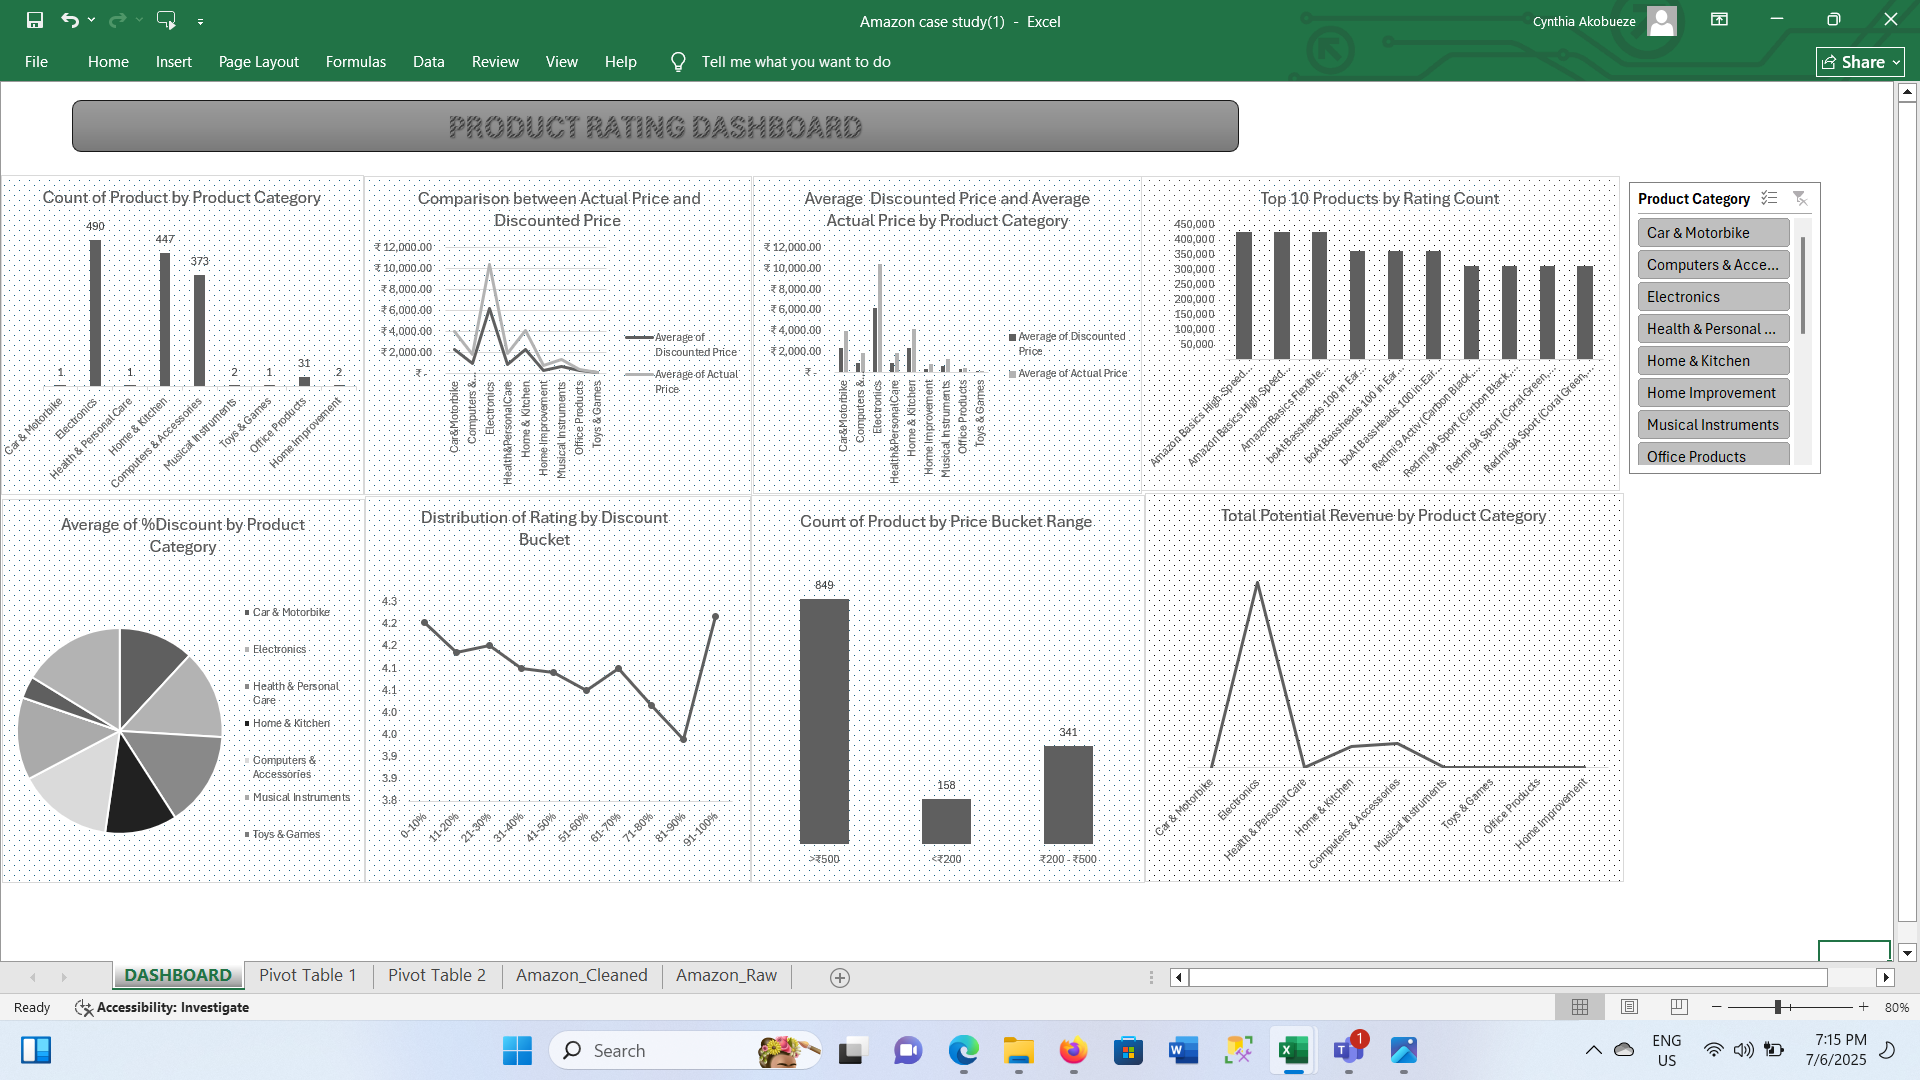 Amazon case study(1) - Excel
Cynthia Akobueze
File Home Insert Page Layout Formulas Data Review View Help Tell me what you want to do
Share
PRODUCT RATING DASHBOARD
Count of Product by Product Category
490
447
373
1
1
2
1
31
2
Car & Motorbike
Electronics
Health & Personal Care
Home & Kitchen
Computers & Accessories
Musical Instruments
Toys & Games
Office Products
Home Improvement
Comparison between Actual Price and
Discounted Price
₹ 12,000.00
₹ 10,000.00
₹ 8,000.00
₹ 6,000.00
₹ 4,000.00
₹ 2,000.00
₹ -
Car&Motorbike
Computers &...
Electronics
Health&PersonalCare
Home & Kitchen
Home Improvement
Musical Instruments
Office Products
Toys & Games
Average of
Discounted Price
Average of Actual
Price
Average Discounted Price and Average
Actual Price by Product Category
₹ 12,000.00
₹ 10,000.00
₹ 8,000.00
₹ 6,000.00
₹ 4,000.00
₹ 2,000.00
₹ -
Car&Motorbike
Computers &...
Electronics
Health&PersonalCare
Home & Kitchen
Home Improvement
Musical Instruments
Office Products
Toys & Games
Average of Discounted
Price
Average of Actual Price
Top 10 Products by Rating Count
450,000
400,000
350,000
300,000
250,000
200,000
150,000
100,000
50,000
Amazon Basics High-Speed...
Amazon Basics High-Speed...
AmazonBasics Flexible...
boAt Bassheads 100 in Ear...
boAt Bassheads 100 in Ear...
boAt BassHeads 100 in-Ear...
Redmi 9 Activ (Carbon Black,...
Redmi 9A Sport (Carbon Black,...
Redmi 9A Sport (Coral Green,...
Redmi 9A Sport (Coral Green,...
Product Category
Car & Motorbike
Computers & Acce...
Electronics
Health & Personal ...
Home & Kitchen
Home Improvement
Musical Instruments
Office Products
Average of %Discount by Product
Category
Car & Motorbike
Electronics
Health & Personal
Care
Home & Kitchen
Computers &
Accessories
Musical Instruments
Toys & Games
Distribution of Rating by Discount
Bucket
4.3
4.2
4.2
4.1
4.1
4.0
4.0
3.9
3.9
3.8
0-10%
11-20%
21-30%
31-40%
41-50%
51-60%
61-70%
71-80%
81-90%
91-100%
Count of Product by Price Bucket Range
849
158
341
>₹500
<₹200
₹200 - ₹500
Total Potential Revenue by Product Category
Car & Motorbike
Electronics
Health & Personal Care
Home & Kitchen
Computers & Accessories
Musical Instruments
Toys & Games
Office Products
Home Improvement
DASHBOARD Pivot Table 1 Pivot Table 2 Amazon_Cleaned Amazon_Raw
Ready Accessibility: Investigate
80%
Search
1
ENG
US
7:15 PM
7/6/2025